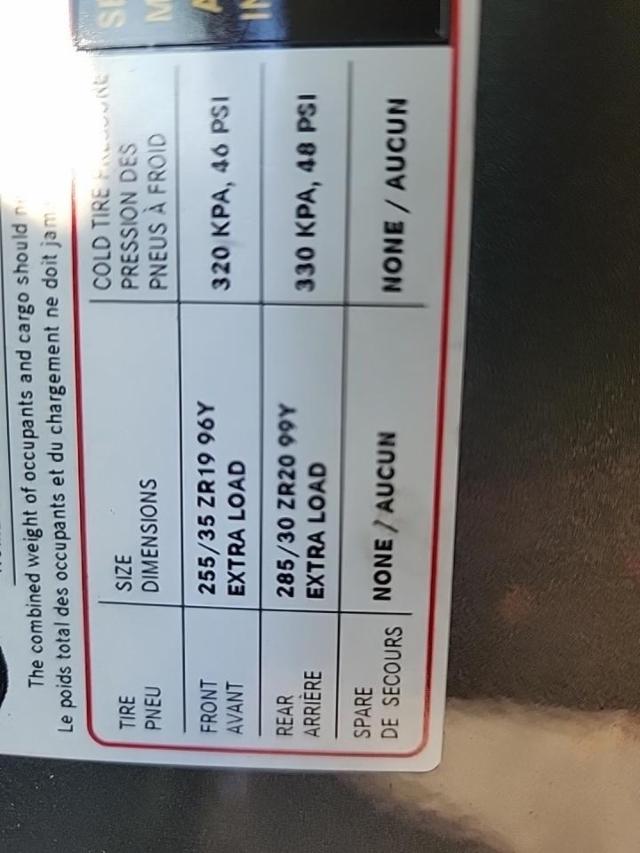 The combined weight of occupants and cargo should
Le poids total des occupants et du chargement ne doit
TIRE
PNEU
SIZE
DIMENSIONS
COLD TIRE
PRESSION DES
PNEUS À FROID
FRONT
AVANT
255/35 ZR19 96Y
EXTRA LOAD
320 KPA, 46 PSI
REAR
ARRIÈRE
285/30 ZR20 99Y
EXTRA LOAD
330 KPA, 48 PSI
SPARE
DE SECOURS
NONE / AUCUN
NONE / AUCUN